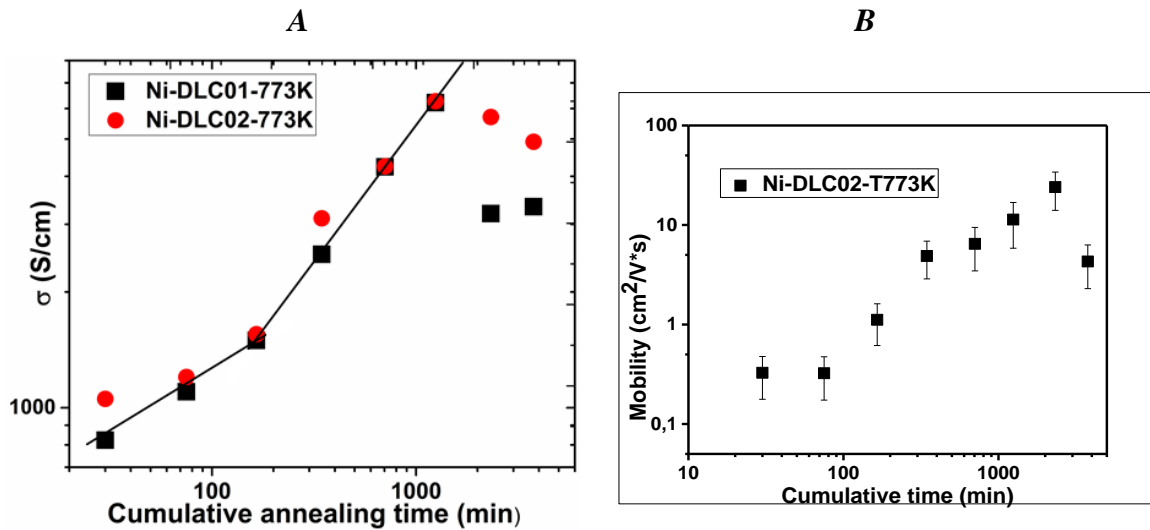 A
B
Ni-DLC01-773K
Ni-DLC02-773K
σ (S/cm)
1000
100
1000
Cumulative annealing time (min)
Ni-DLC02-T773K
Mobility (cm²/V*s)
100
10
1
0,1
10
100
1000
Cumulative time (min)